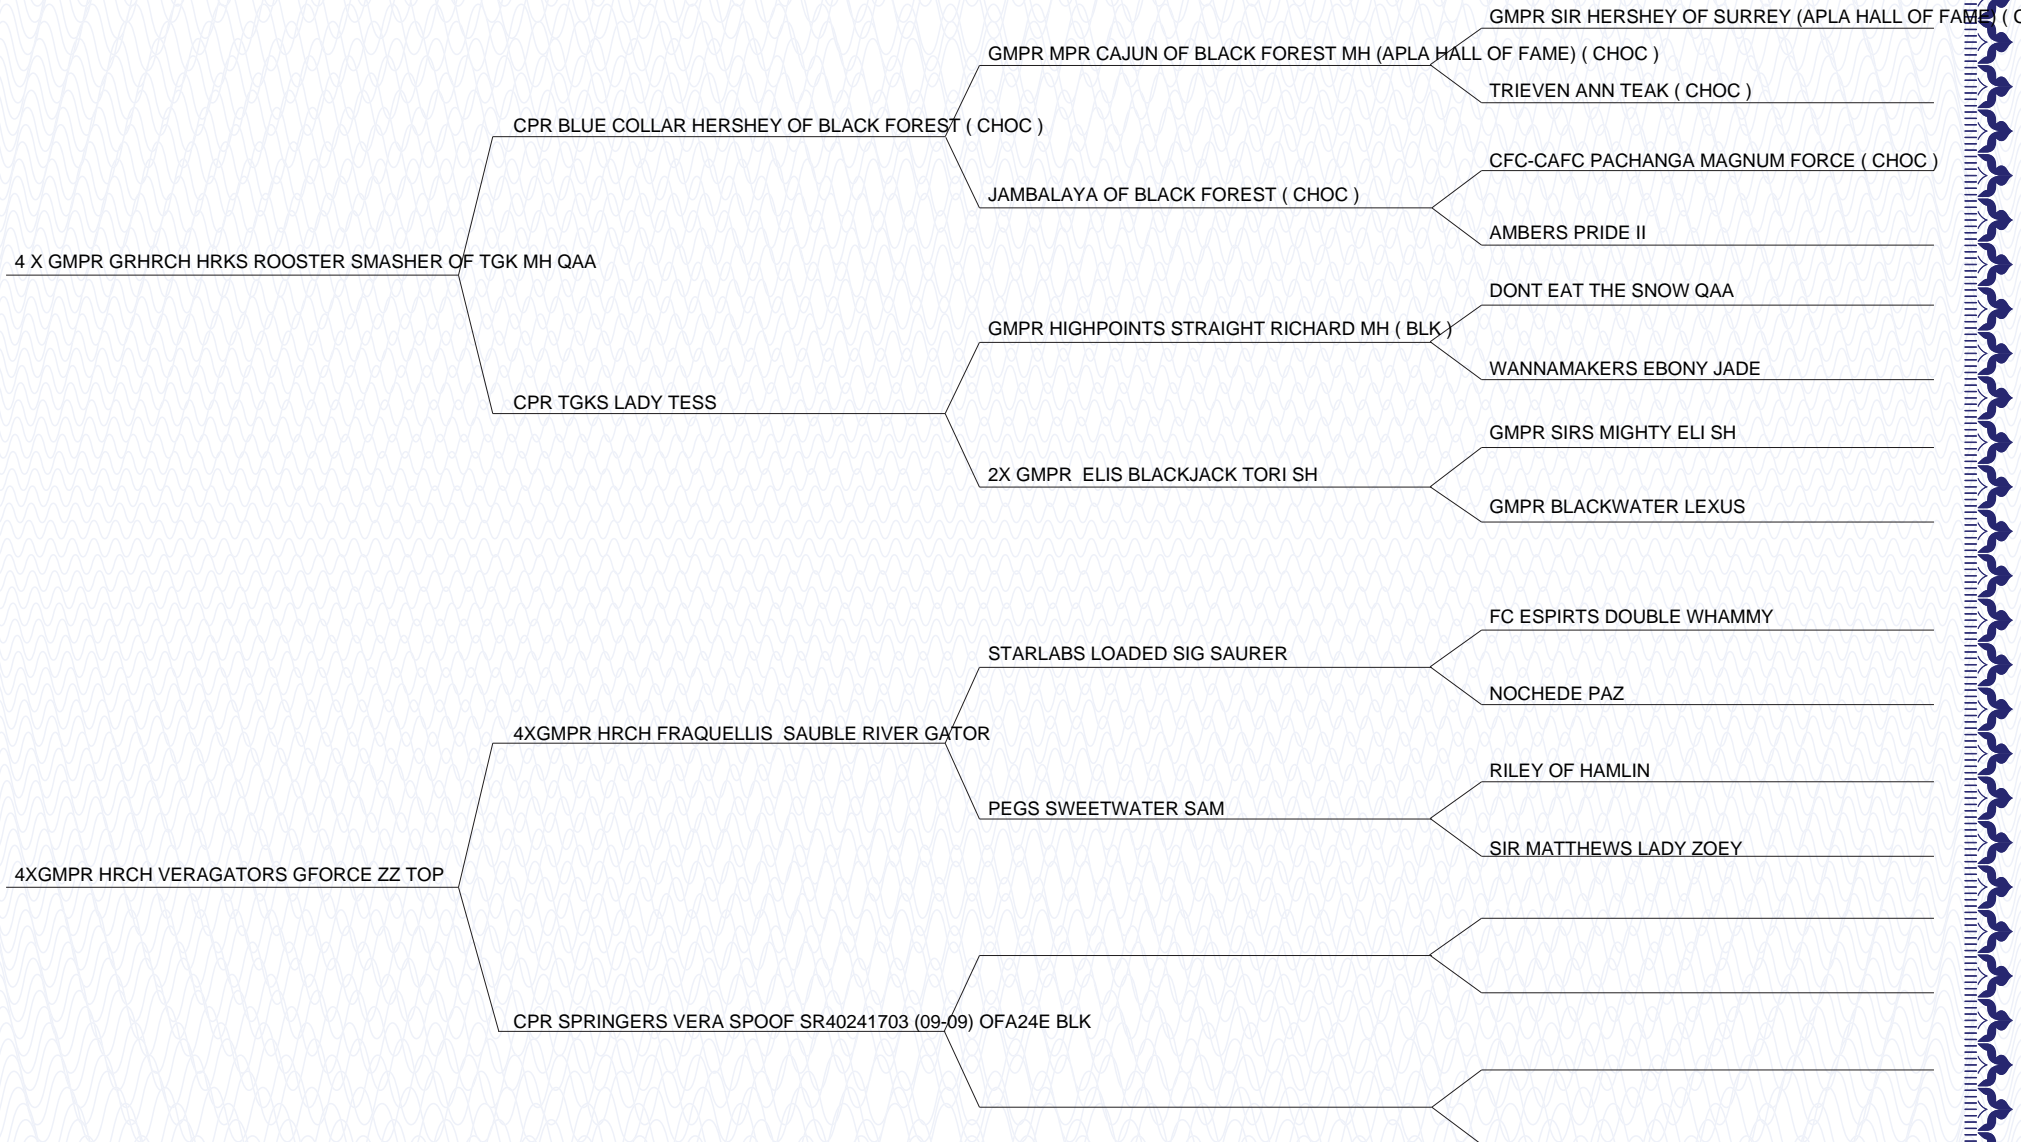 GMPR SIR HERSHEY OF SURREY (APLA HALL OF FAME) ( C
GMPR MPR CAJUN OF BLACK FOREST MH (APLA HALL OF FAME) ( CHOC )
TRIEVEN ANN TEAK ( CHOC )
CPR BLUE COLLAR HERSHEY OF BLACK FOREST ( CHOC )
CFC-CAFC PACHANGA MAGNUM FORCE ( CHOC )
JAMBALAYA OF BLACK FOREST ( CHOC )
AMBERS PRIDE II
4 X GMPR GRHRCH HRKS ROOSTER SMASHER OF TGK MH QAA
DONT EAT THE SNOW QAA
GMPR HIGHPOINTS STRAIGHT RICHARD MH ( BLK )
WANNAMAKERS EBONY JADE
CPR TGKS LADY TESS
GMPR SIRS MIGHTY ELI SH
2X GMPR  ELIS BLACKJACK TORI SH
GMPR BLACKWATER LEXUS
FC ESPIRTS DOUBLE WHAMMY
STARLABS LOADED SIG SAURER
NOCHEDE PAZ
4XGMPR HRCH FRAQUELLIS  SAUBLE RIVER GATOR
RILEY OF HAMLIN
PEGS SWEETWATER SAM
SIR MATTHEWS LADY ZOEY
4XGMPR HRCH VERAGATORS GFORCE ZZ TOP
CPR SPRINGERS VERA SPOOF SR40241703 (09-09) OFA24E BLK